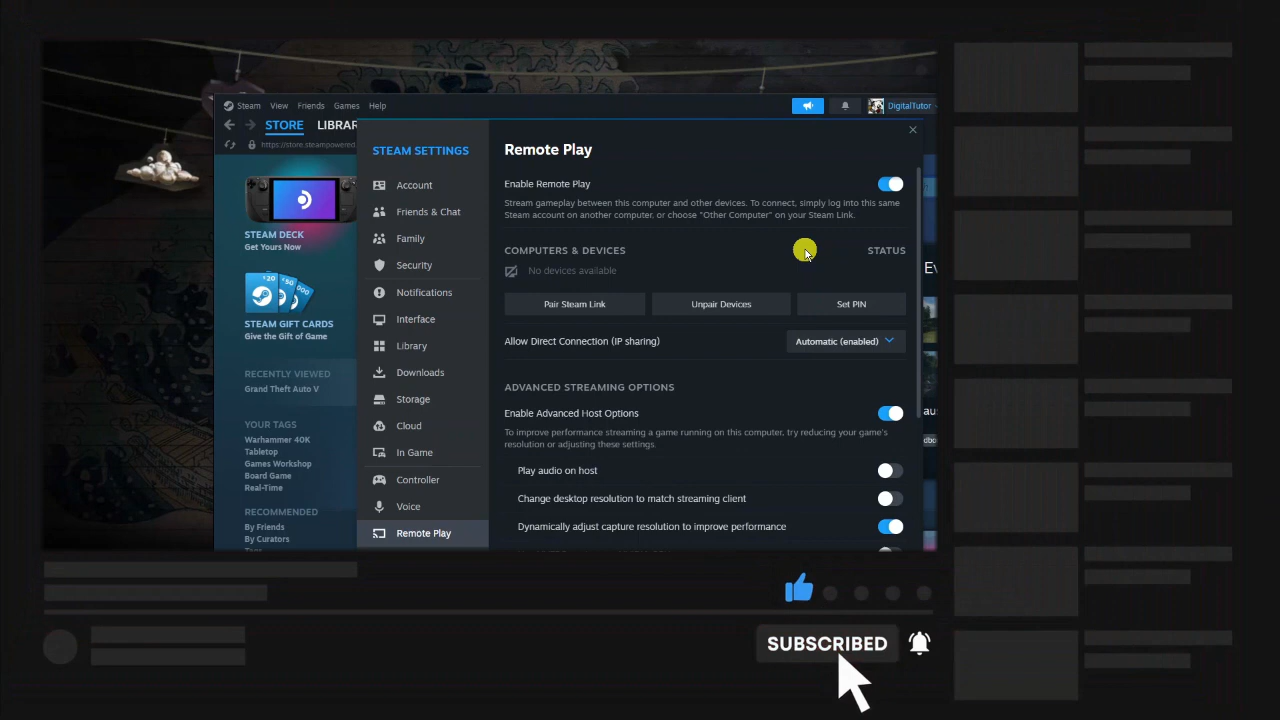 Steam View Friends Games Help
DigitalTutor
STORE LIBRAR
https://store.steampowered.
STEAM DECK
Get Yours Now
STEAM GIFT CARDS
Give the Gift of Game
RECENTLY VIEWED
Grand Theft Auto V
YOUR TAGS
Warhammer 40K
Tabletop
Games Workshop
Board Game
Real-Time
RECOMMENDED
By Friends
By Curators
STEAM SETTINGS
Account
Friends & Chat
Family
Security
Notifications
Interface
Library
Downloads
Storage
Cloud
In Game
Controller
Voice
Remote Play
Remote Play
Enable Remote Play
Stream gameplay between this computer and other devices. To connect, simply log into this same
Steam account on another computer, or choose "Other Computer" on your Steam Link.
COMPUTERS & DEVICES STATUS
No devices available
Pair Steam Link Unpair Devices Set PIN
Allow Direct Connection (IP sharing) Automatic (enabled)
ADVANCED STREAMING OPTIONS
Enable Advanced Host Options
To improve performance streaming a game running on this computer, try reducing your game's
resolution or adjusting these settings.
Play audio on host
Change desktop resolution to match streaming client
Dynamically adjust capture resolution to improve performance
SUBSCRIBED